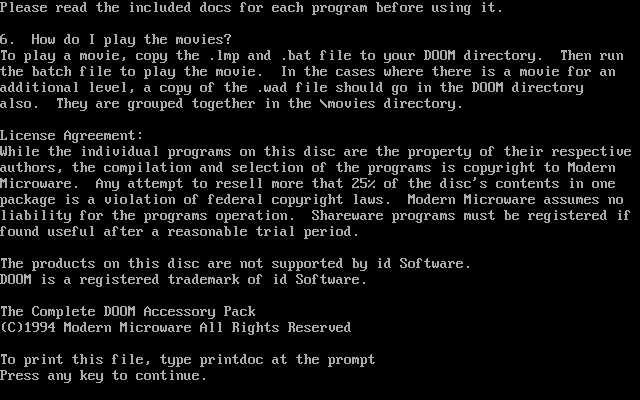 Please read the included docs for each program before using it.

6.  How do I play the movies?
To play a movie, copy the .lmp and .bat file to your DOOM directory.  Then run
the batch file to play the movie.  In the cases where there is a movie for an
additional level, a copy of the .wad file should go in the DOOM directory
also.  They are grouped together in the \movies directory.

License Agreement:
While the individual programs on this disc are the property of their respective
authors, the compilation and selection of the programs is copyright to Modern
Microware.  Any attempt to resell more that 25% of the disc's contents in one
package is a violation of federal copyright laws.  Modern Microware assumes no
liability for the programs operation.  Shareware programs must be registered if
found useful after a reasonable trial period.

The products on this disc are not supported by id Software.
DOOM is a registered trademark of id Software.

The Complete DOOM Accessory Pack
(C)1994 Modern Microware All Rights Reserved

To print this file, type printdoc at the prompt
Press any key to continue.